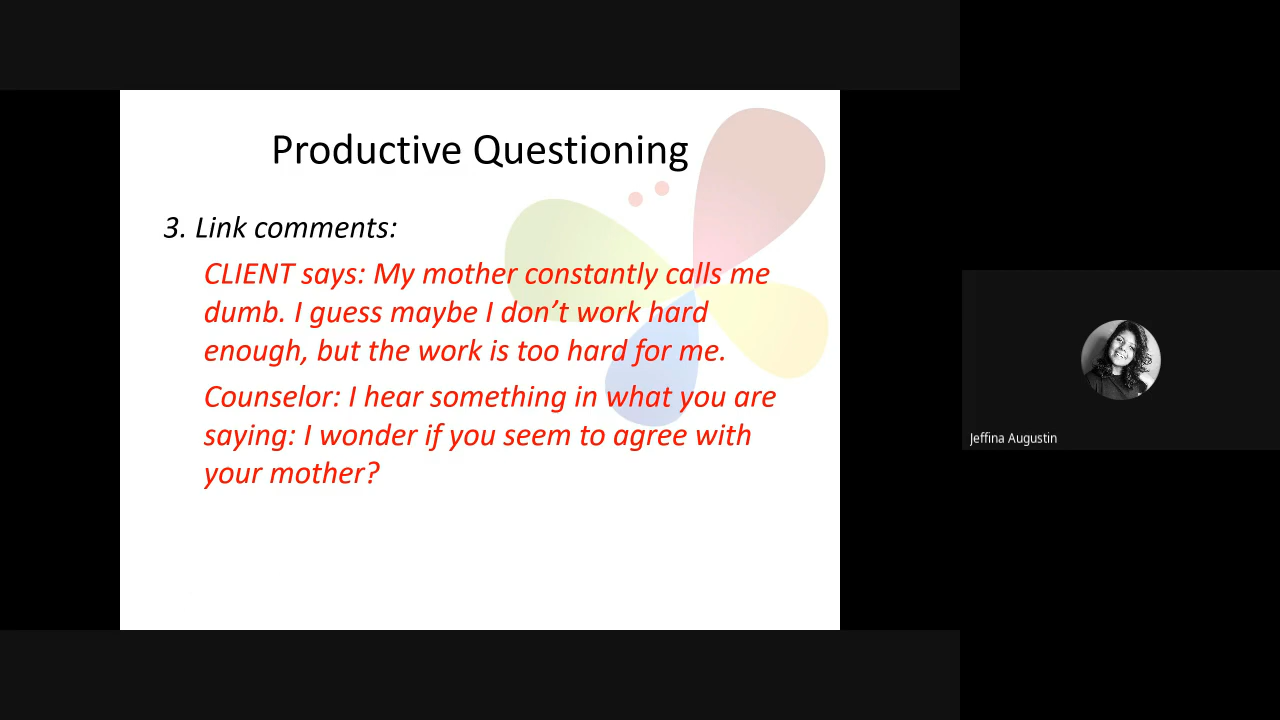 Productive Questioning
3. Link comments:
CLIENT says: My mother constantly calls me
dumb. I guess maybe I don’t work hard
enough, but the work is too hard for me.
Counselor: I hear something in what you are
saying: I wonder if you seem to agree with
your mother?
Jeffina Augustin